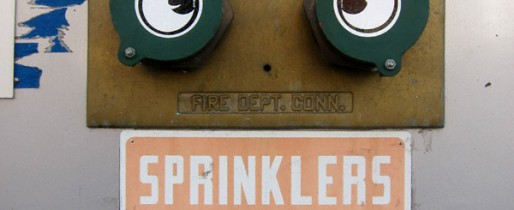 FIRE DEPT. CONN.
SPRINKLERS